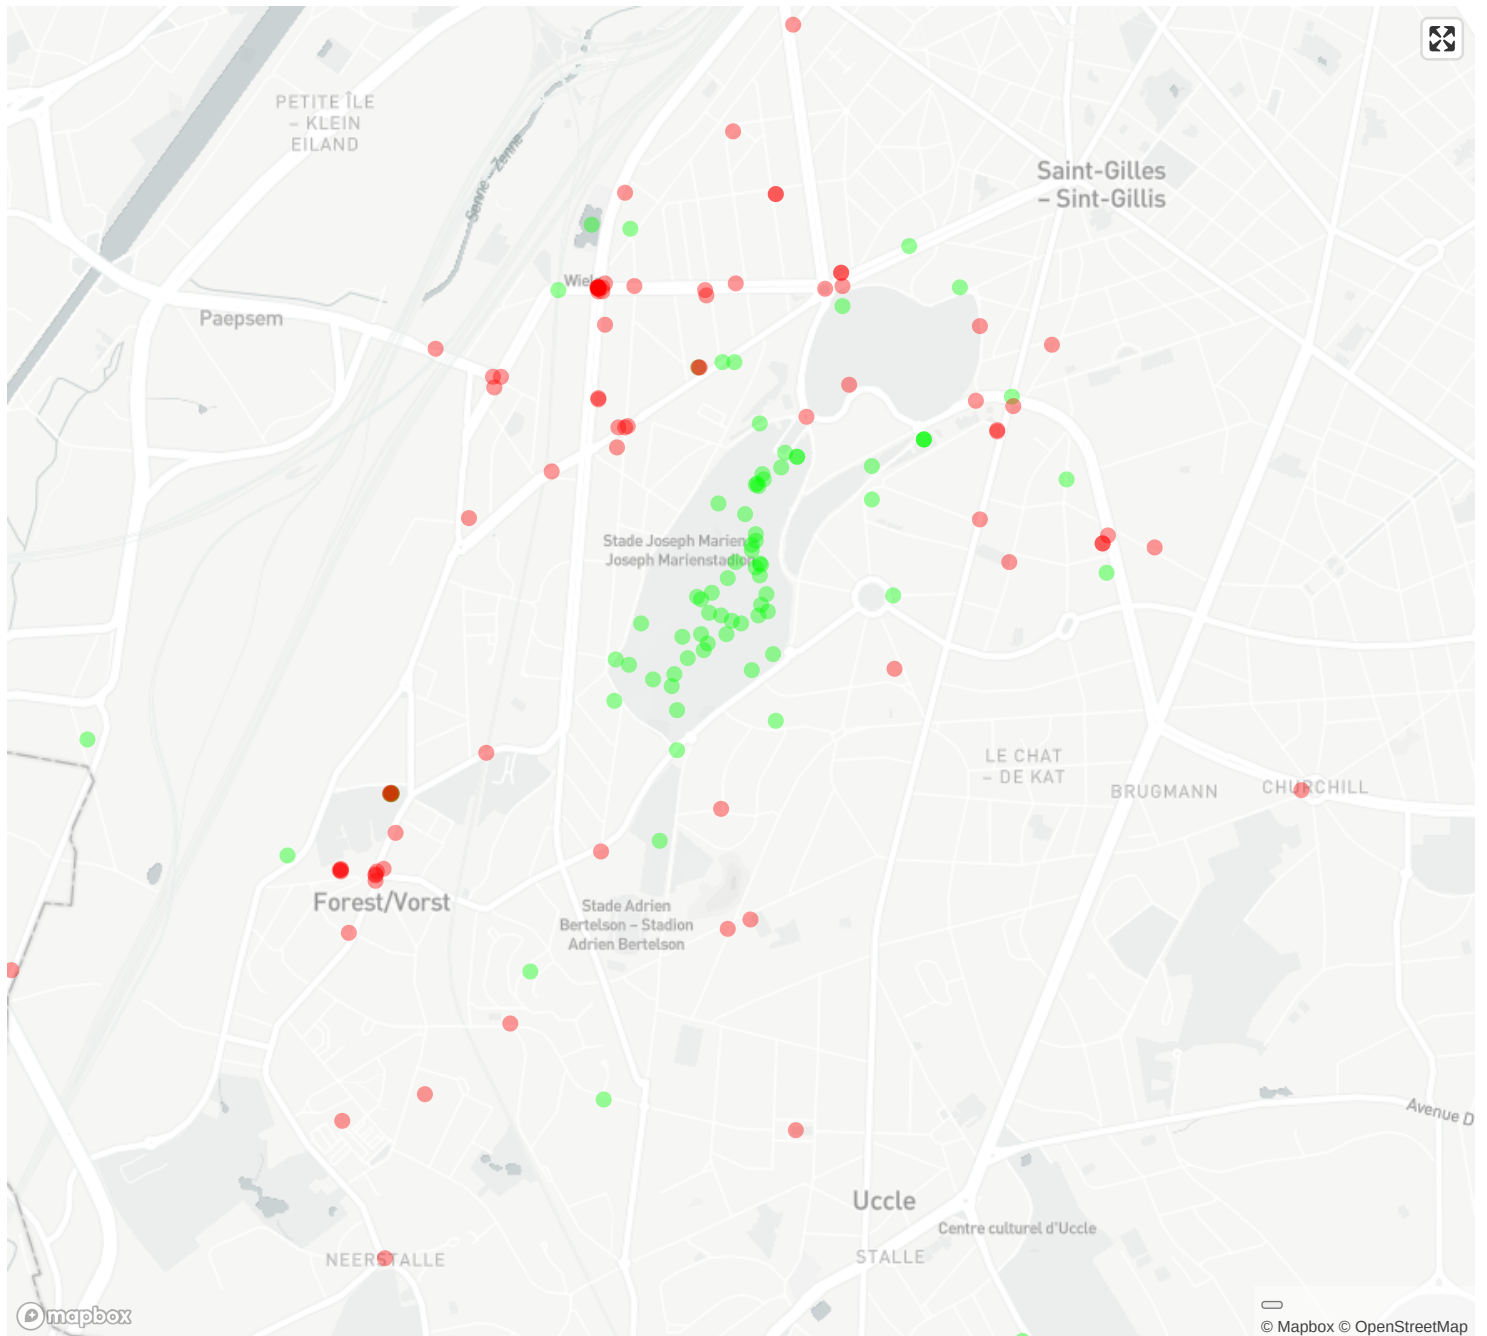 PETITE ÎLE
– KLEIN
EILAND
Senne – Zenne
Saint-Gilles
– Sint-Gillis
Paepsem
Stade Joseph Marien
Joseph Marienstadion
LE CHAT
– DE KAT
BRUGMANN
CHURCHILL
Forest/Vorst
Stade Adrien
Bertelson – Stadion
Adrien Bertelson
Avenue D
Uccle
Centre culturel d'Uccle
STALLE
NEERSTALLE
mapbox
© Mapbox © OpenStreetMap